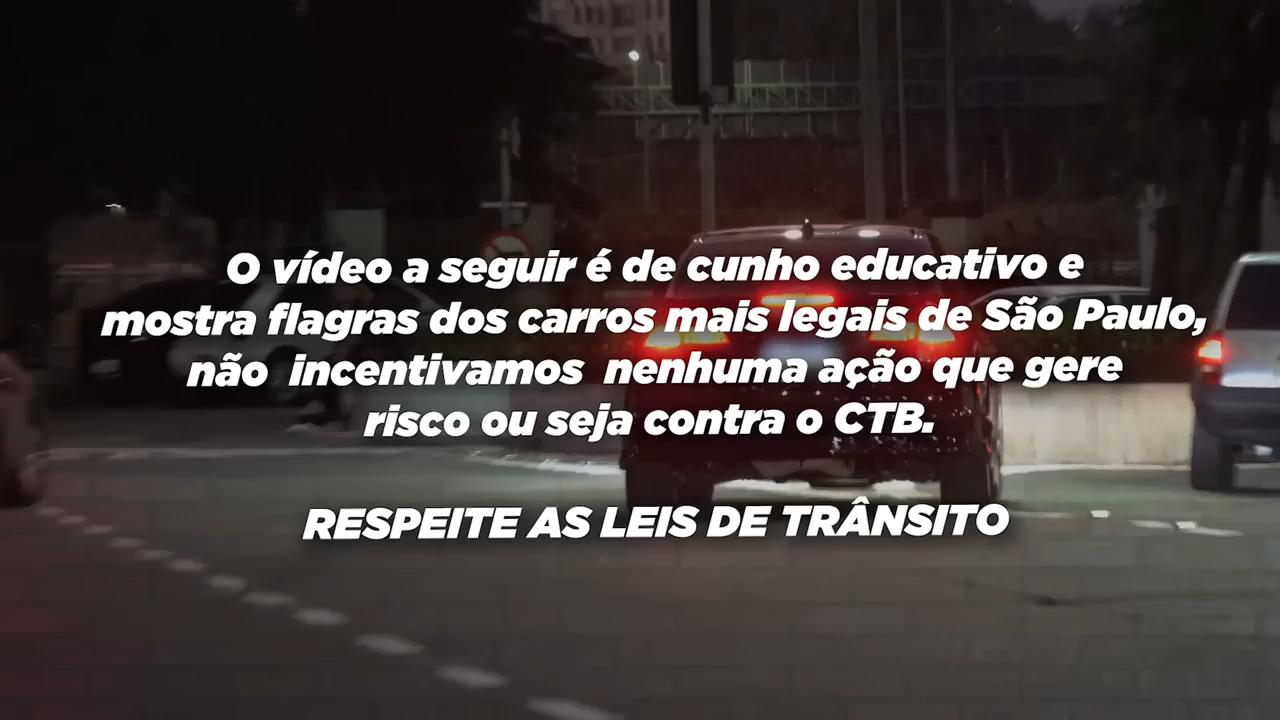 O vídeo a seguir é de cunho educativo e
mostra flagras dos carros mais legais de São Paulo,
não incentivamos nenhuma ação que gere
risco ou seja contra o CTB.
RESPEITE AS LEIS DE TRÂNSITO